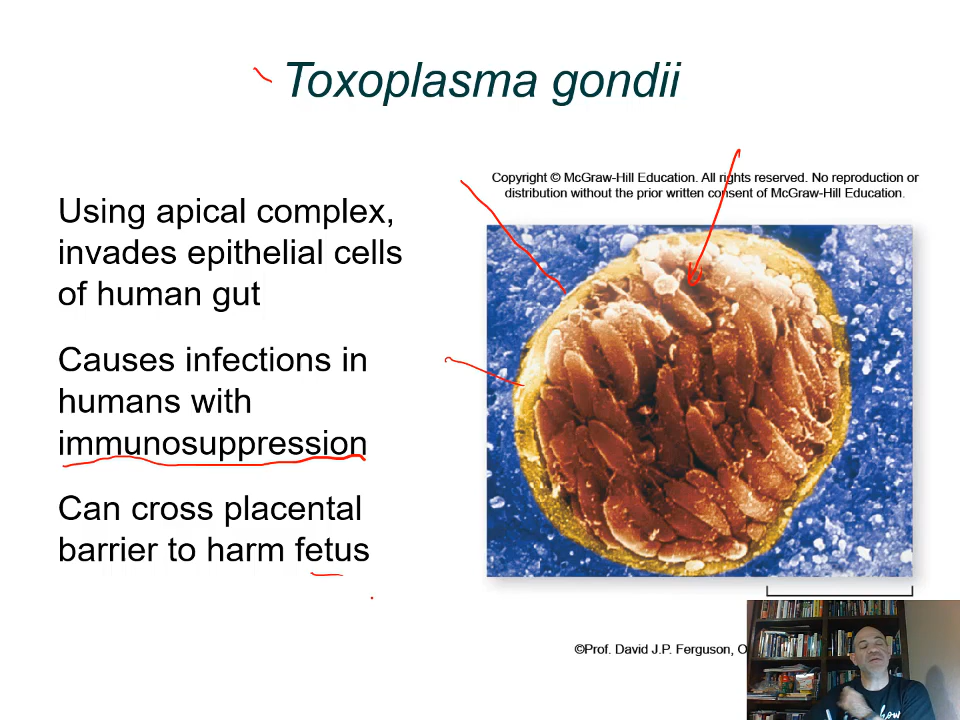 Toxoplasma gondii
Copyright © McGraw-Hill Education. All rights reserved. No reproduction or
distribution without the prior written consent of McGraw-Hill Education.
Using apical complex,
invades epithelial cells
of human gut
Causes infections in
humans with
immunosuppression
Can cross placental
barrier to harm fetus
©Prof. David J.P. Ferguson, O